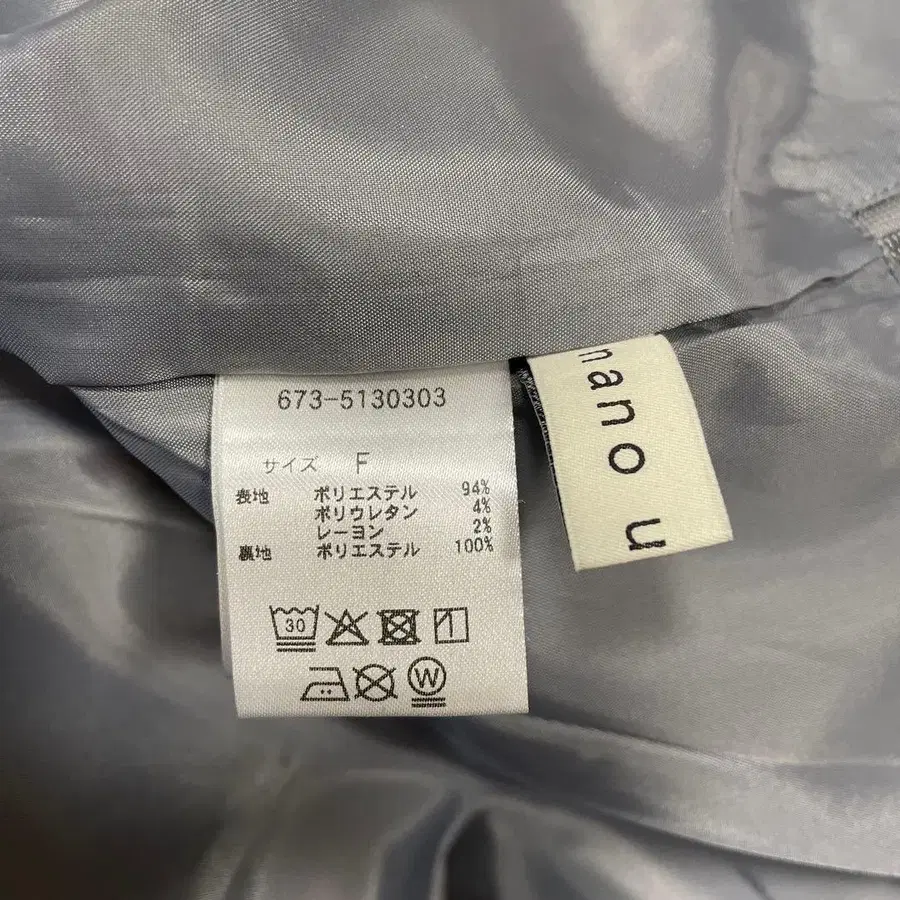 673-5130303
サイズ F
表地 ポリエステル 94%
ポリウレタン 4%
レーヨン 2%
裏地 ポリエステル 100%
30
W
nano u